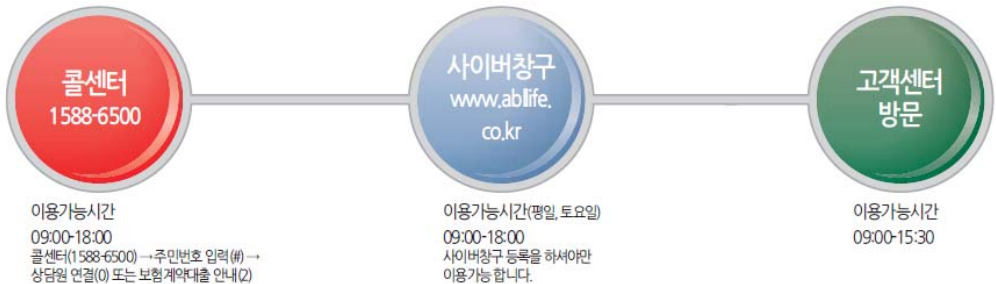 콜센터
1588-6500
이용가능시간
09:00-18:00
콜센터(1588-6500) → 주민번호 입력(#) →
상담원 연결(0) 또는 보험계약대출 안내(2)
사이버창구
www.abllife.
co.kr
이용가능시간(평일, 토요일)
09:00-18:00
사이버창구 등록을 하셔야만
이용가능 합니다.
고객센터
방문
이용가능시간
09:00-15:30